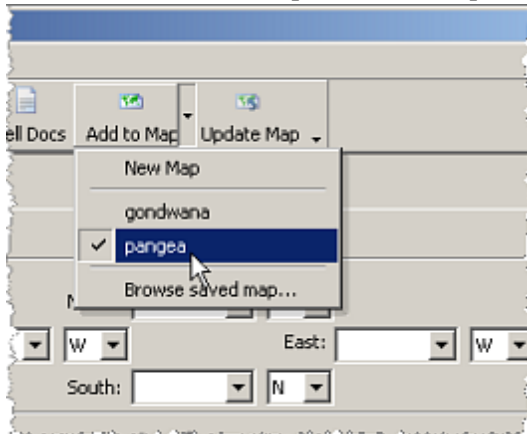 ell Docs Add to Map Update Map
New Map
gondwana
pangea
Browse saved map...
W East: W
South: N